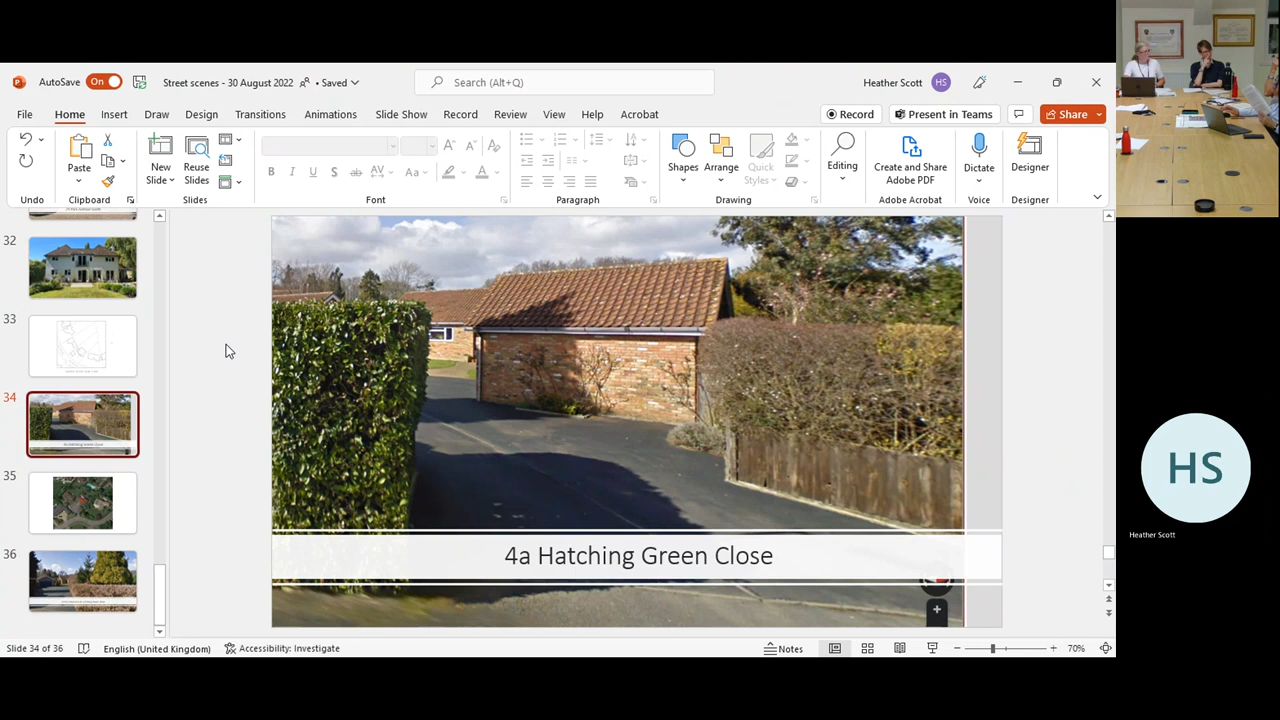 AutoSave On Street scenes - 30 August 2022 • Saved Search (Alt+Q) Heather Scott HS
File Home Insert Draw Design Transitions Animations Slide Show Record Review View Help Acrobat Record Present in Teams Share
Paste New Slide Reuse Slides Shapes Arrange Quick Styles Editing Create and Share Adobe PDF Dictate Designer
Undo Clipboard Slides Font Paragraph Drawing Adobe Acrobat Voice Designer
32
33
34
35
36
4a Hatching Green Close
HS
Heather Scott
Slide 34 of 36 English (United Kingdom) Accessibility: Investigate Notes 70%